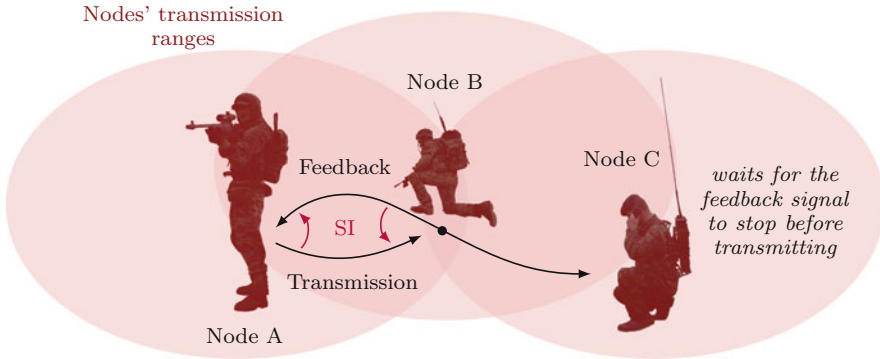 Nodes’ transmission
ranges
Node B
Feedback
Node C
waits for the
feedback signal
to stop before
transmitting
SI
Transmission
Node A